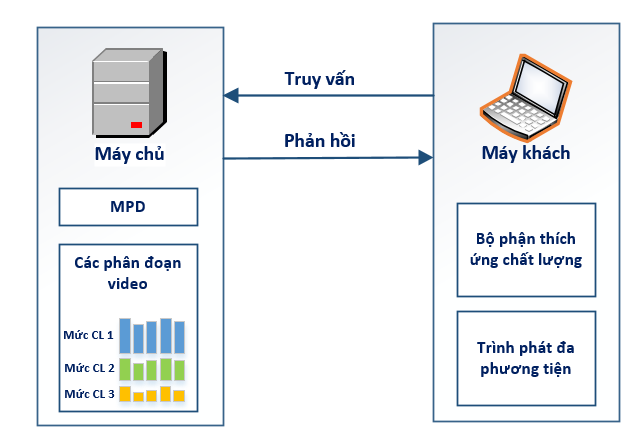 Truy vấn
Phản hồi
Máy chủ
MPD
Các phân đoạn
video
Mức CL 1
Mức CL 2
Mức CL 3
Máy khách
Bộ phận thích
ứng chất lượng
Trình phát đa
phương tiện